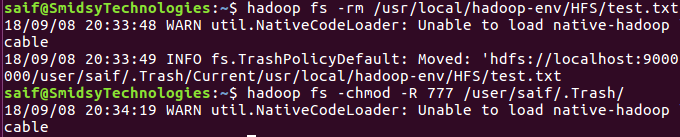 saif@SmidsyTechnologies:~$ hadoop fs -rm /usr/local/hadoop-env/HFS/test.txt
18/09/08 20:33:48 WARN util.NativeCodeLoader: Unable to load native-hadoop
cable
18/09/08 20:33:49 INFO fs.TrashPolicyDefault: Moved: 'hdfs://localhost:9000
000/user/saif/.Trash/Current/usr/local/hadoop-env/HFS/test.txt
saif@SmidsyTechnologies:~$ hadoop fs -chmod -R 777 /user/saif/.Trash/
18/09/08 20:34:19 WARN util.NativeCodeLoader: Unable to load native-hadoop
cable